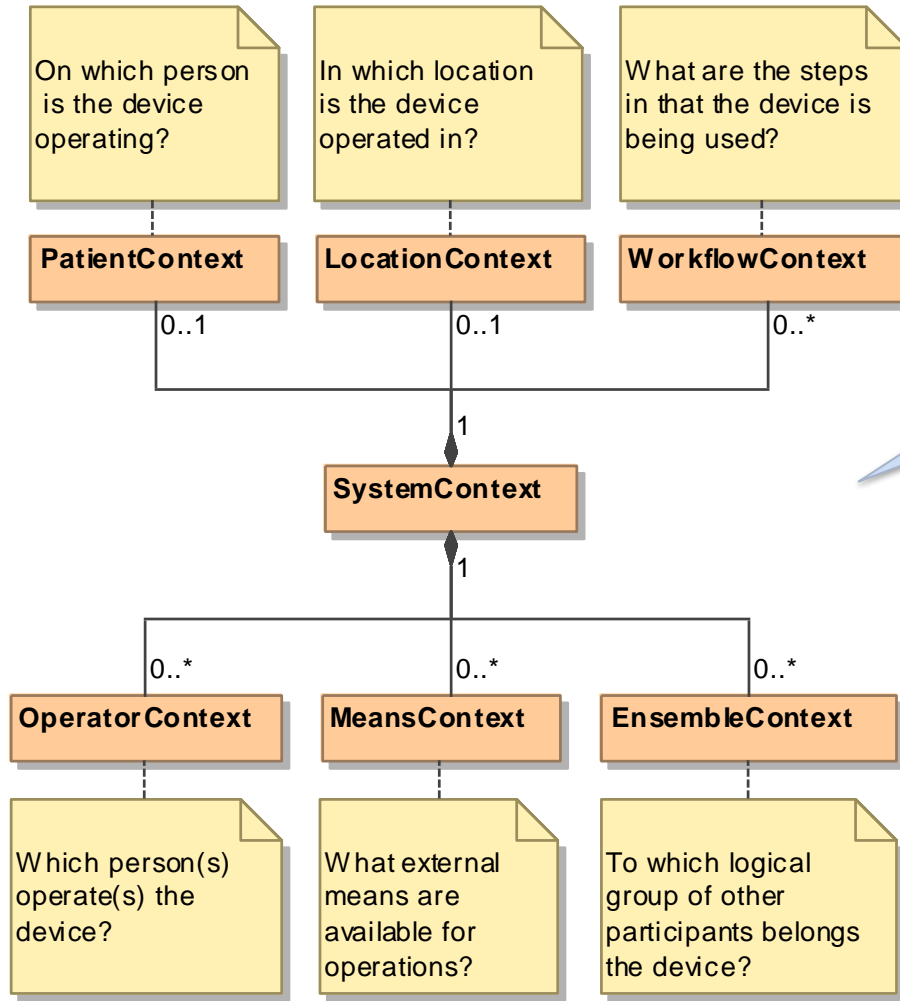 On which person
is the device
operating?
In which location
is the device
operated in?
What are the steps
in that the device is
being used?
PatientContext
LocationContext
WorkflowContext
0..1
0..1
0..*
1
SystemContext
1
0..*
0..*
0..*
OperatorContext
MeansContext
EnsembleContext
Which person(s)
operate(s) the
device?
What external
means are
available for
operations?
To which logical
group of other
participants belongs
the device?